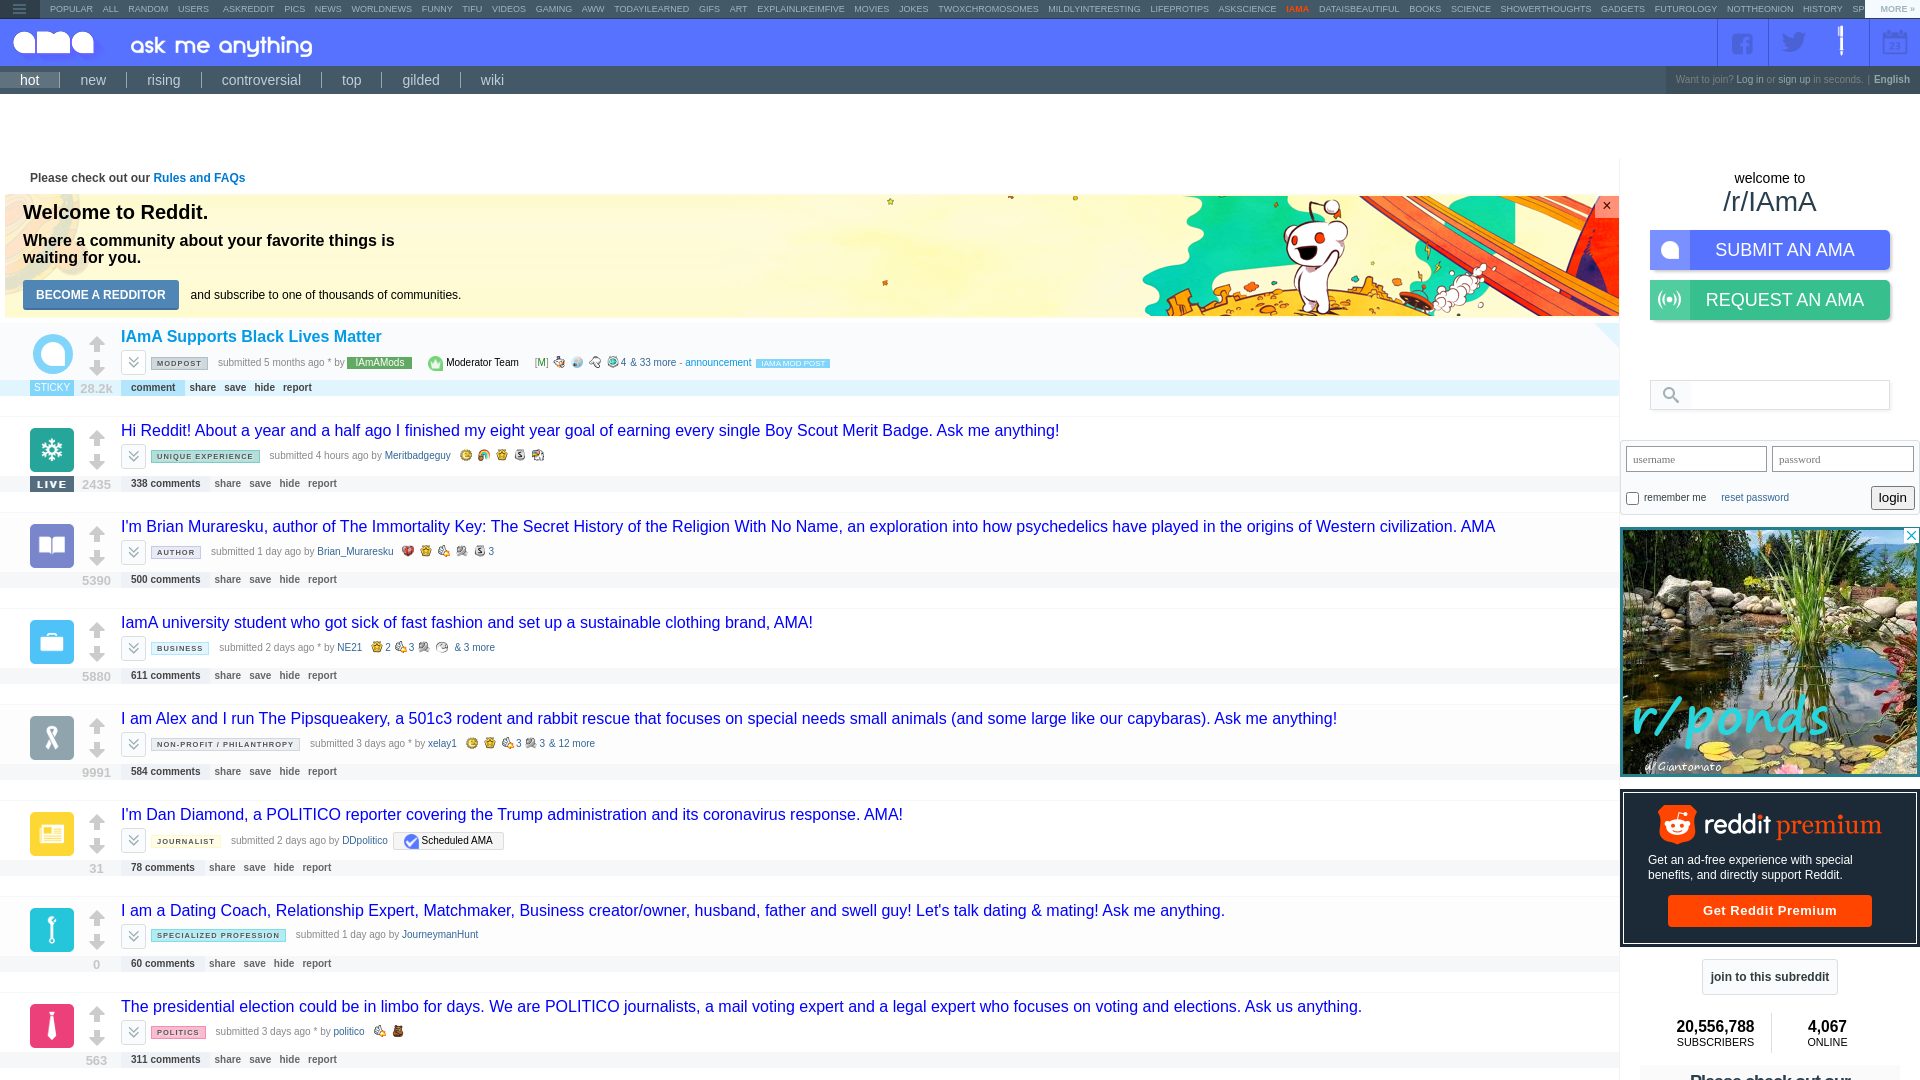 POPULAR ALL RANDOM USERS ASKREDDIT PICS NEWS WORLDNEWS FUNNY TIFU VIDEOS GAMING AWW TODAYILEARNED GIFS ART EXPLAINLIKEIMFIVE MOVIES JOKES TWOXCHROMOSOMES MILDLYINTERESTING LIFEPROTIPS ASKSCIENCE IAMA DATAISBEAUTIFUL BOOKS SCIENCE SHOWERTHOUGHTS GADGETS FUTUROLOGY NOTTHEONION HISTORY SP MORE »
ama ask me anything 23
hot new rising controversial top gilded wiki
Want to join? Log in or sign up in seconds. | English
Please check out our Rules and FAQs
Welcome to Reddit.
Where a community about your favorite things is
waiting for you.
BECOME A REDDITOR and subscribe to one of thousands of communities.
×
IAmA Supports Black Lives Matter
MODPOST submitted 5 months ago * by IAmAMods Moderator Team [M] 4 & 33 more - announcement IAMA MOD POST
STICKY 28.2k comment share save hide report
Hi Reddit! About a year and a half ago I finished my eight year goal of earning every single Boy Scout Merit Badge. Ask me anything!
UNIQUE EXPERIENCE submitted 4 hours ago by Meritbadgeguy
LIVE 2435 338 comments share save hide report
I'm Brian Muraresku, author of The Immortality Key: The Secret History of the Religion With No Name, an exploration into how psychedelics have played in the origins of Western civilization. AMA
AUTHOR submitted 1 day ago by Brian_Muraresku 3
5390 500 comments share save hide report
IamA university student who got sick of fast fashion and set up a sustainable clothing brand, AMA!
BUSINESS submitted 2 days ago * by NE21 2 3 & 3 more
5880 611 comments share save hide report
I am Alex and I run The Pipsqueakery, a 501c3 rodent and rabbit rescue that focuses on special needs small animals (and some large like our capybaras). Ask me anything!
NON-PROFIT / PHILANTHROPY submitted 3 days ago * by xelay1 3 3 & 12 more
9991 584 comments share save hide report
I'm Dan Diamond, a POLITICO reporter covering the Trump administration and its coronavirus response. AMA!
JOURNALIST submitted 2 days ago by DDpolitico Scheduled AMA
31 78 comments share save hide report
I am a Dating Coach, Relationship Expert, Matchmaker, Business creator/owner, husband, father and swell guy! Let's talk dating & mating! Ask me anything.
SPECIALIZED PROFESSION submitted 1 day ago by JourneymanHunt
0 60 comments share save hide report
The presidential election could be in limbo for days. We are POLITICO journalists, a mail voting expert and a legal expert who focuses on voting and elections. Ask us anything.
POLITICS submitted 3 days ago * by politico
563 311 comments share save hide report
welcome to
/r/IAmA
SUBMIT AN AMA
REQUEST AN AMA
username password
remember me reset password login
r/ponds
u/Giantomato
reddit premium
Get an ad-free experience with special
benefits, and directly support Reddit.
Get Reddit Premium
join to this subreddit
20,556,788 4,067
SUBSCRIBERS ONLINE
Please check out our